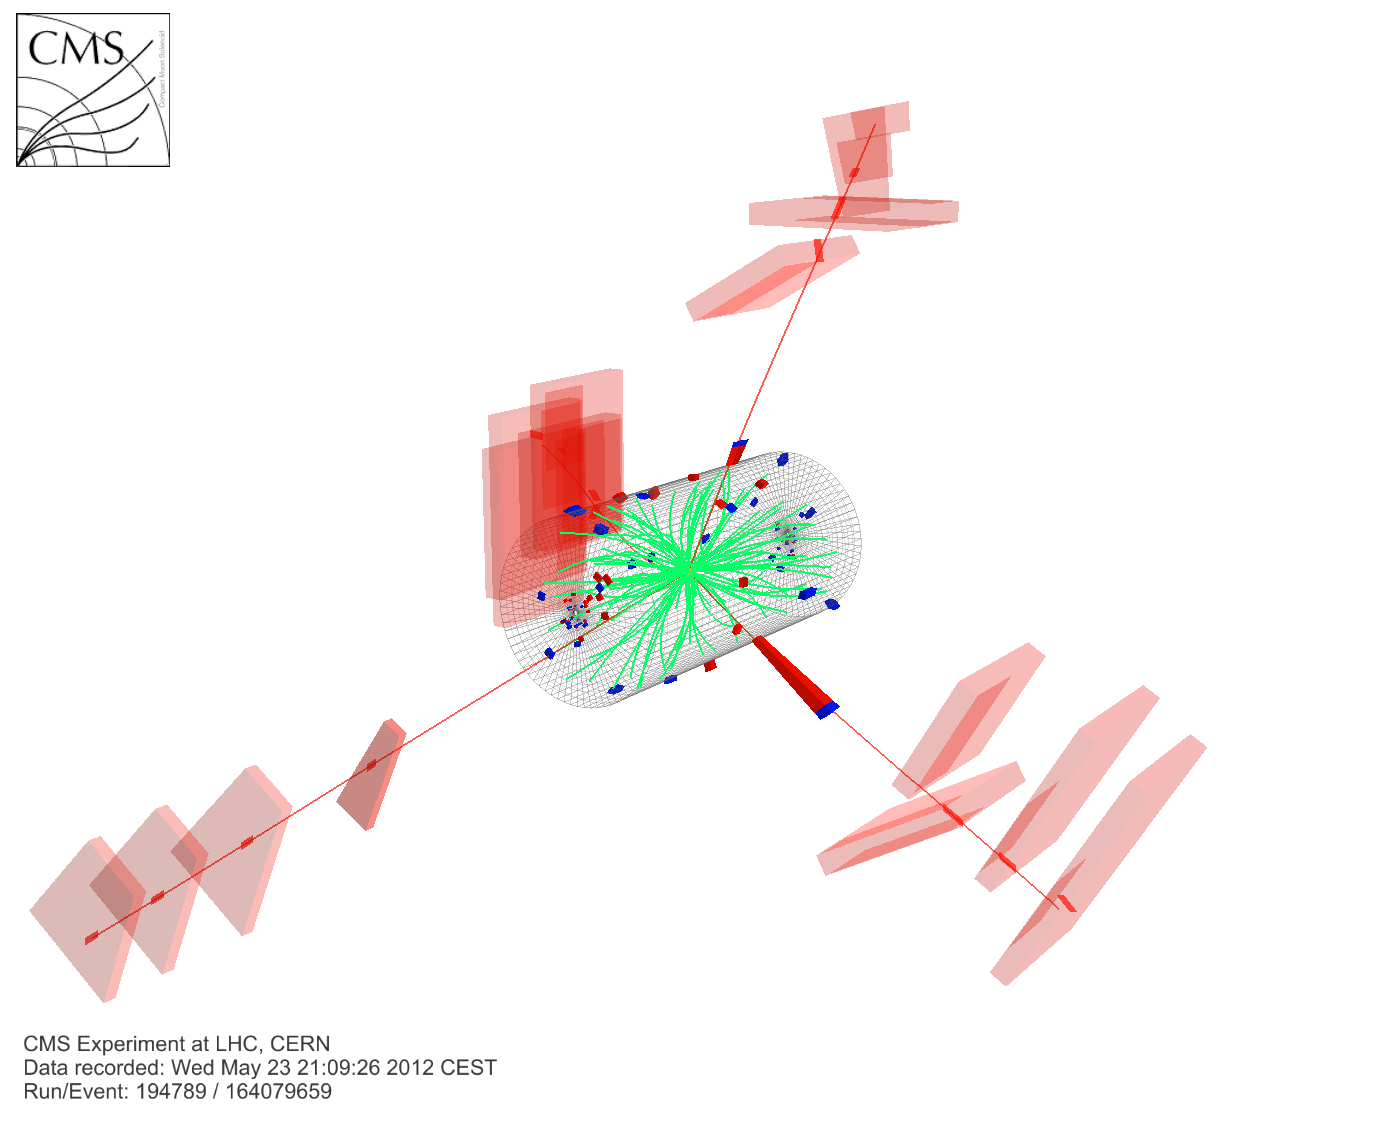 CMS
Compact Muon Solenoid
CMS Experiment at LHC, CERN
Data recorded: Wed May 23 21:09:26 2012 CEST
Run/Event: 194789 / 164079659